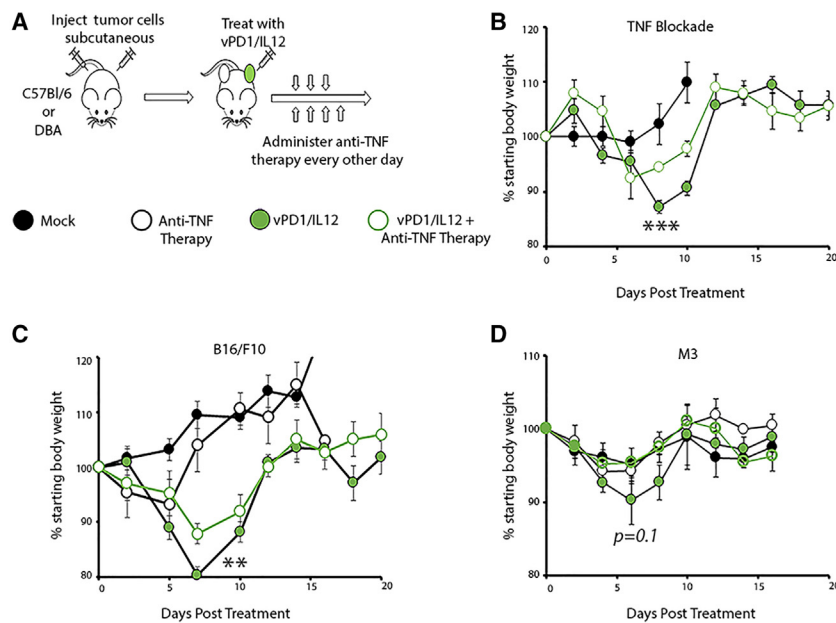 A
Inject tumor cells
subcutaneous
Treat with
vPD1/IL12
C57Bl/6
or
DBA
Administer anti-TNF
therapy every other day
Mock
Anti-TNF
Therapy
vPD1/IL12
vPD1/IL12 +
Anti-TNF Therapy
B
TNF Blockade
% starting body weight
120
110
100
90
80
***
0
5
10
15
20
Days Post Treatment
C
B16/F10
% starting body weight
120
110
100
90
80
**
0
5
10
15
20
Days Post Treatment
D
M3
% starting body weight
110
100
90
80
p=0.1
0
5
10
15
20
Days Post Treatment